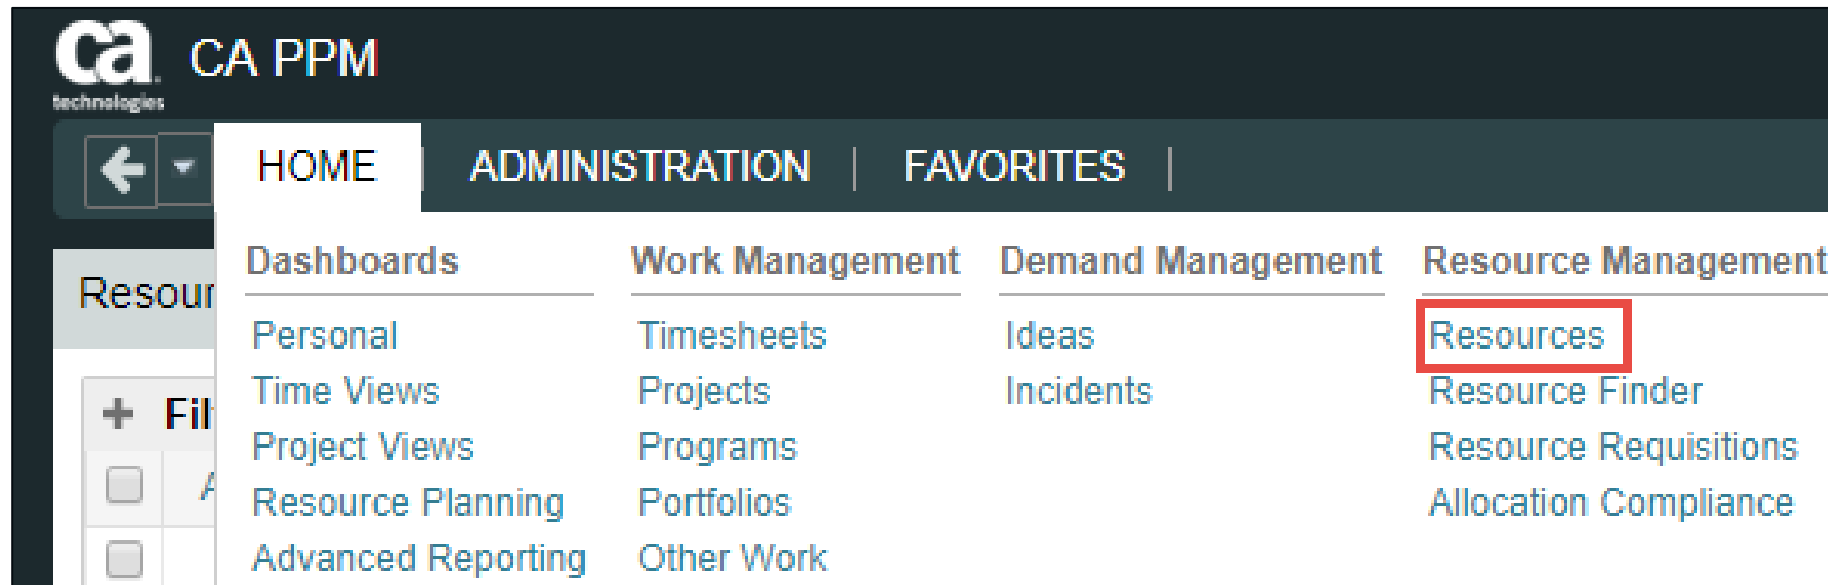 ca
technologies
CA PPM
HOME | ADMINISTRATION | FAVORITES |
Dashboards
Personal
Time Views
Project Views
Resource Planning
Advanced Reporting
Work Management
Timesheets
Projects
Programs
Portfolios
Other Work
Demand Management
Ideas
Incidents
Resource Management
Resources
Resource Finder
Resource Requisitions
Allocation Compliance